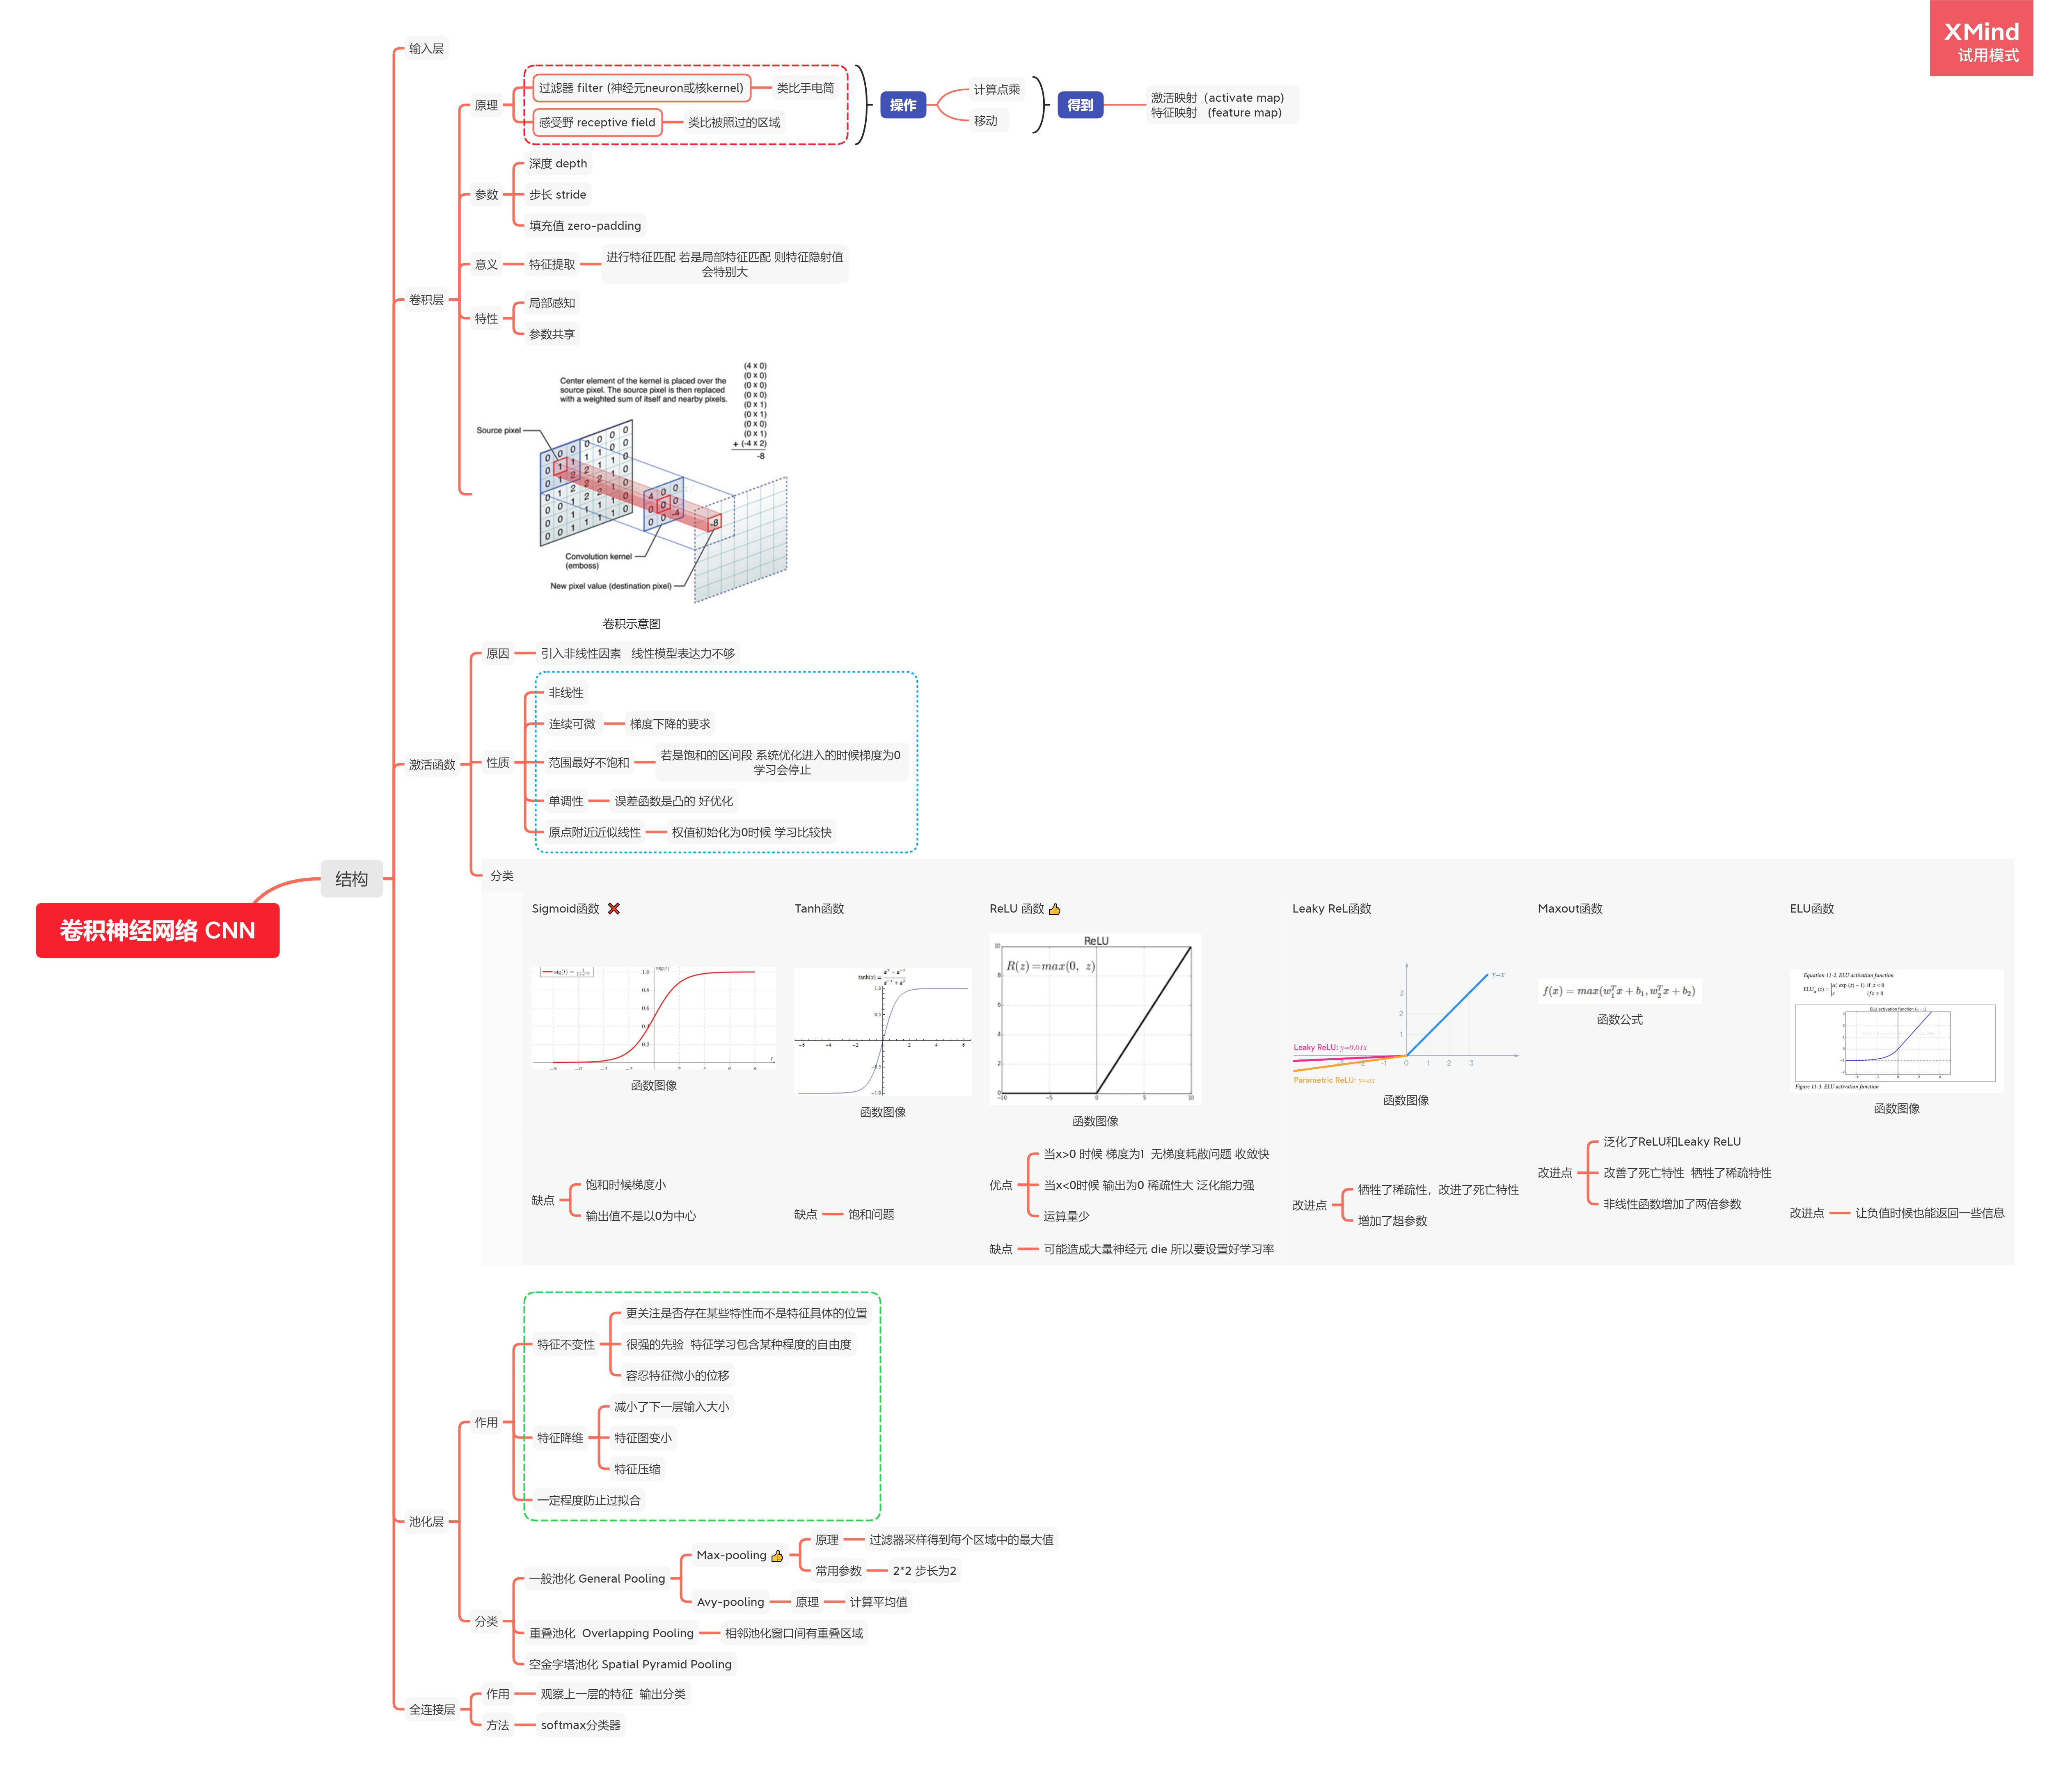 XMind
试用模式
卷积神经网络 CNN
结构
输入层
卷积层
原理
过滤器 filter (神经元neuron或核kernel)
类比手电筒
感受野 receptive field
类比被照过的区域
操作
计算点乘
移动
得到
激活映射（activate map)
特征映射 (feature map)
参数
深度 depth
步长 stride
填充值 zero-padding
意义
特征提取
进行特征匹配 若是局部特征匹配 则特征隐射值
会特别大
特性
局部感知
参数共享
Center element of the kernel is placed over the
source pixel. The source pixel is then replaced
with a weighted sum of itself and nearby pixels.
(4 x 0)
(0 x 0)
(0 x 0)
(0 x 0)
(0 x 1)
(0 x 1)
(0 x 0)
(0 x 1)
+ (-4 x 2)
-8
Source pixel
Convolution kernel
(emboss)
New pixel value (destination pixel)
-8
卷积示意图
激活函数
原因
引入非线性因素 线性模型表达力不够
性质
非线性
连续可微
梯度下降的要求
范围最好不饱和
若是饱和的区间段 系统优化进入的时候梯度为0
学习会停止
单调性
误差函数是凸的 好优化
原点附近近似线性
权值初始化为0时候 学习比较快
分类
Sigmoid函数
函数图像
缺点
饱和时候梯度小
输出值不是以0为中心
Tanh函数
函数图像
缺点
饱和问题
ReLU 函数
ReLU
R(z) = max(0, z)
函数图像
优点
当x>0 时候 梯度为1 无梯度耗散问题 收敛快
当x<0时候 输出为0 稀疏性大 泛化能力强
运算量少
缺点
可能造成大量神经元 die 所以要设置好学习率
Leaky ReL函数
y=x
Leaky ReLU: y=0.01x
Parametric ReLU: y=ax
函数图像
改进点
牺牲了稀疏性，改进了死亡特性
增加了超参数
Maxout函数
f(x) = max(w₁ᵀx + b₁, w₂ᵀx + b₂)
函数公式
改进点
泛化了ReLU和Leaky ReLU
改善了死亡特性 牺牲了稀疏特性
非线性函数增加了两倍参数
ELU函数
Equation 11-2. ELU activation function
Figure 11-3. ELU activation function
函数图像
改进点
让负值时候也能返回一些信息
池化层
作用
特征不变性
更关注是否存在某些特性而不是特征具体的位置
很强的先验 特征学习包含某种程度的自由度
容忍特征微小的位移
特征降维
减小了下一层输入大小
特征图变小
特征压缩
一定程度防止过拟合
分类
一般池化 General Pooling
Max-pooling
原理
过滤器采样得到每个区域中的最大值
常用参数
2*2 步长为2
Avy-pooling
原理
计算平均值
重叠池化 Overlapping Pooling
相邻池化窗口间有重叠区域
空金字塔池化 Spatial Pyramid Pooling
全连接层
作用
观察上一层的特征 输出分类
方法
softmax分类器